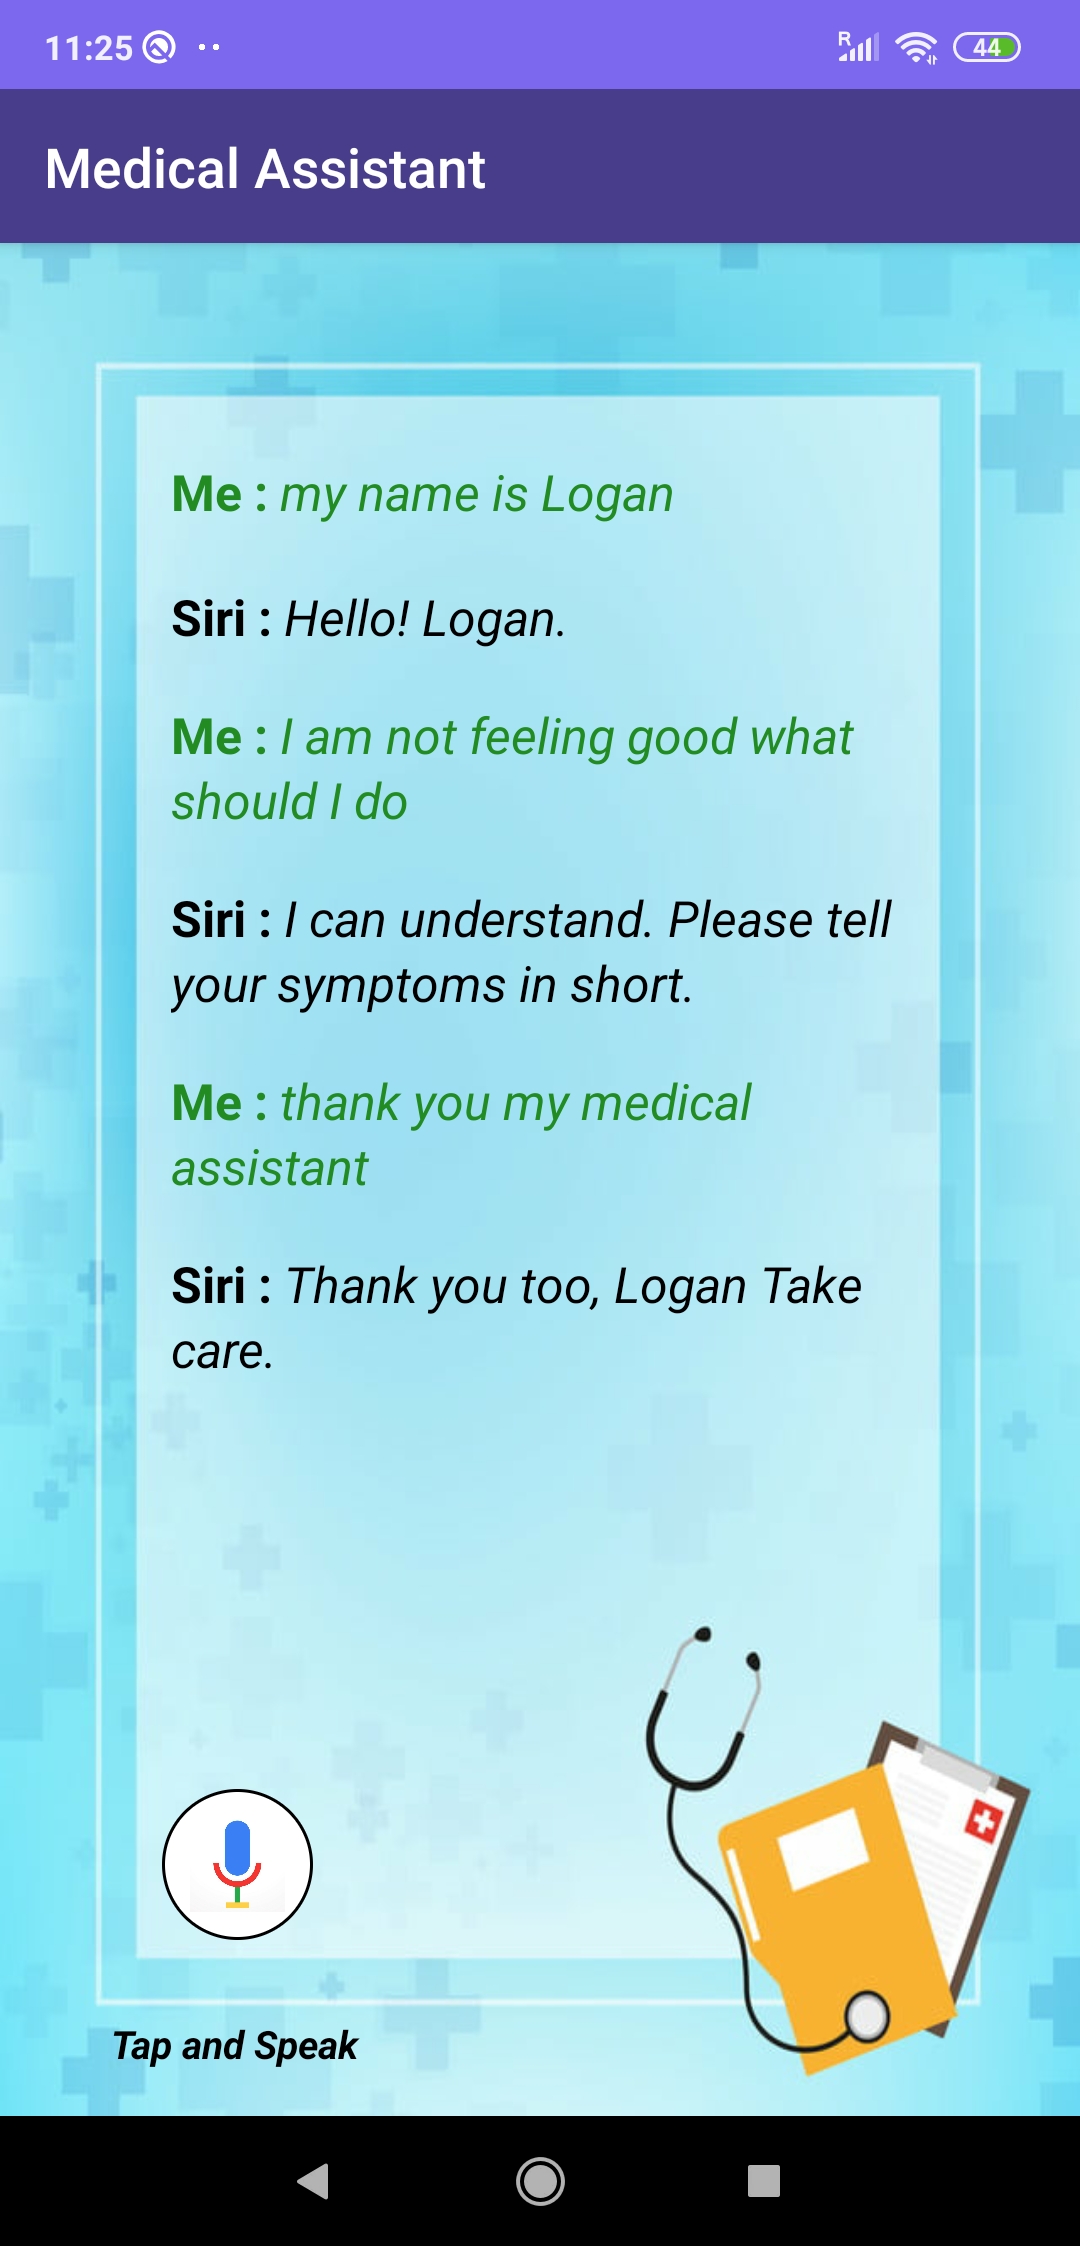 11:25
R
44
Medical Assistant
Me : my name is Logan
Siri : Hello! Logan.
Me : I am not feeling good what
should I do
Siri : I can understand. Please tell
your symptoms in short.
Me : thank you my medical
assistant
Siri : Thank you too, Logan Take
care.
Tap and Speak